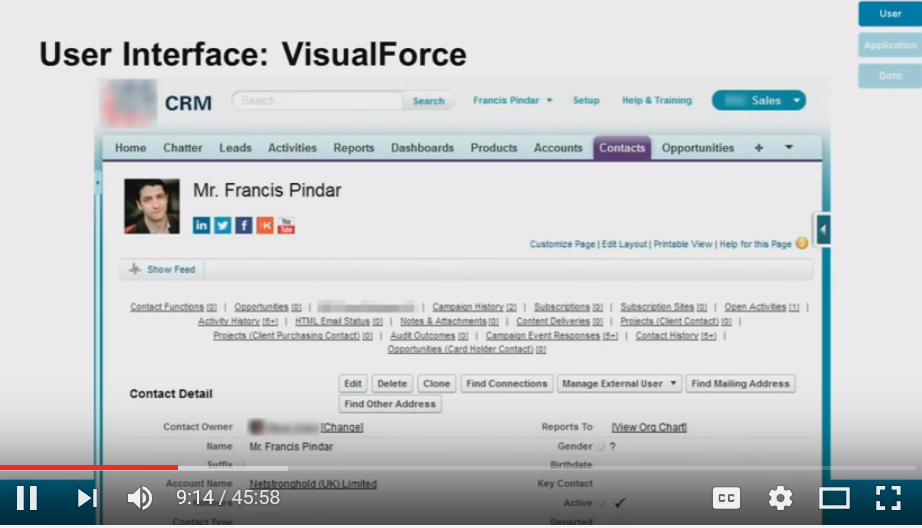 User
User Interface: VisualForce
Application
Data
CRM Search... Search Francis Pindar Setup Help & Training Sales
Home Chatter Leads Activities Reports Dashboards Products Accounts Contacts Opportunities +
Mr. Francis Pindar
in f K You Tube
Customize Page | Edit Layout | Printable View | Help for this Page ?
Show Feed
Contact Functions [0] | Opportunities [0] | | Campaign History [2] | Subscriptions [0] | Subscription Sites [0] | Open Activities [1] |
Activity History [5+] | HTML Email Status [0] | Notes & Attachments [0] | Content Deliveries [0] | Projects (Client Contact) [0] |
Projects (Client Purchasing Contact) [0] | Audit Outcomes [0] | Campaign Event Responses [5+] | Contact History [5+] |
Opportunities (Card Holder Contact) [0]
Contact Detail Edit Delete Clone Find Connections Manage External User Find Mailing Address
Find Other Address
Contact Owner [Change] Reports To [View Org Chart]
Name Mr. Francis Pindar Gender ?
Suffix Birthdate
Account Name Netstronghold (UK) Limited Key Contact
9:14 / 45:58 CC
Active
Contact Type Departed